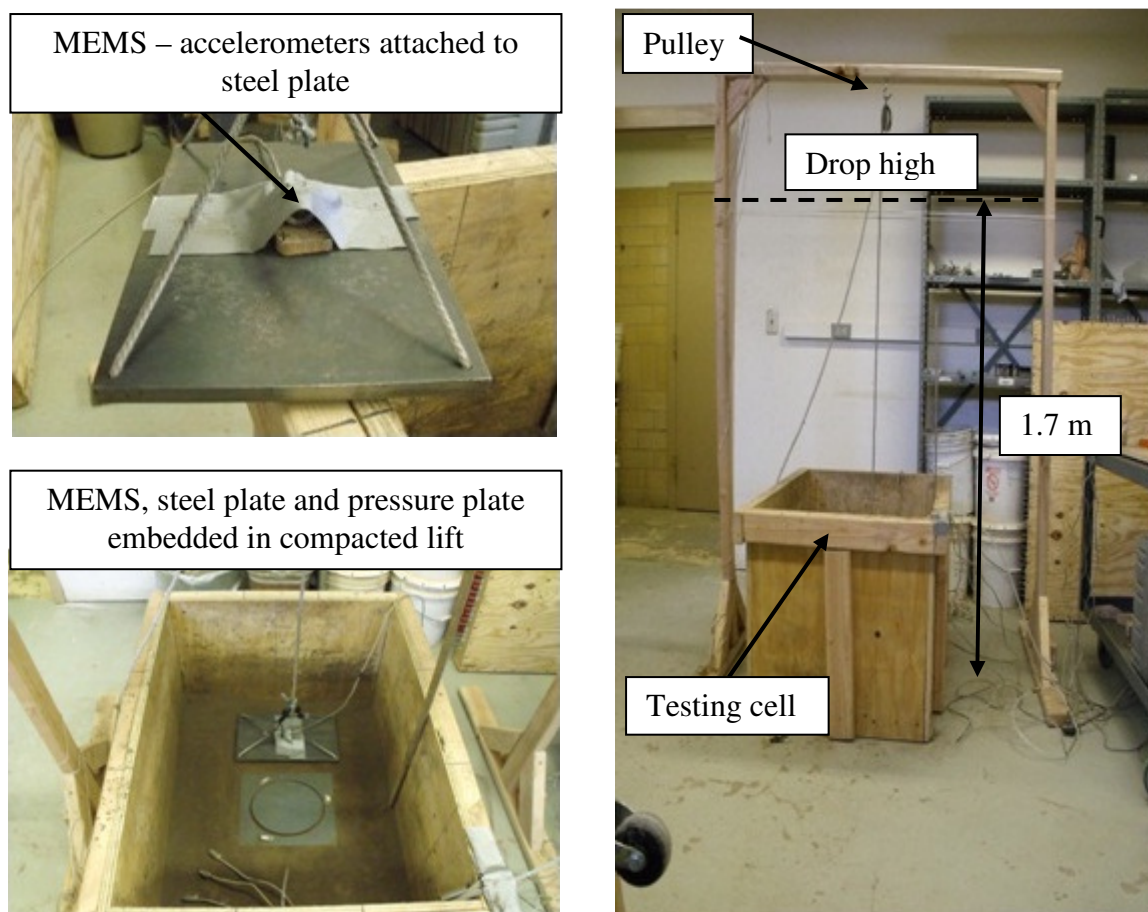 MEMS – accelerometers attached to
steel plate
MEMS, steel plate and pressure plate
embedded in compacted lift
Pulley
Drop high
1.7 m
Testing cell